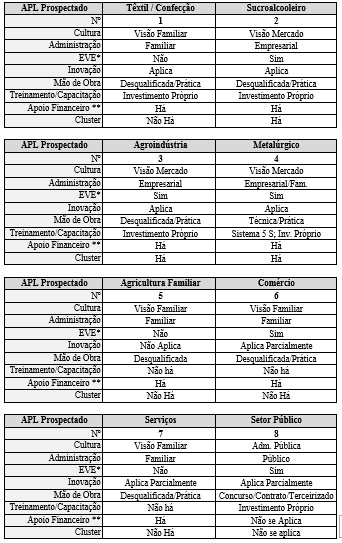 APL Prospectado Têxtil / Confecção Sucroalcooleiro
Nº 1 2
Cultura Visão Familiar Visão Mercado
Administração Familiar Empresarial
EVE* Não Sim
Inovação Aplica Aplica
Mão de Obra Desqualificada/Prática Desqualificada/Prática
Treinamento/Capacitação Investimento Próprio Investimento Próprio
Apoio Financeiro ** Há Há
Cluster Não Há Há
APL Prospectado Agroindústria Metalúrgico
Nº 3 4
Cultura Visão Mercado Visão Mercado
Administração Empresarial Empresarial/Fam.
EVE* Sim Sim
Inovação Aplica Aplica
Mão de Obra Desqualificada/Prática Técnica/Prática
Treinamento/Capacitação Investimento Próprio Sistema 5 S; Inv. Próprio
Apoio Financeiro ** Há Há
Cluster Há Há
APL Prospectado Agricultura Familiar Comércio
Nº 5 6
Cultura Visão Familiar Visão Familiar
Administração Familiar Familiar
EVE* Não Sim
Inovação Não Aplica Aplica Parcialmente
Mão de Obra Desqualificada Desqualificada/Prática
Treinamento/Capacitação Não há Não há
Apoio Financeiro ** Há Há
Cluster Não Há Não Há
APL Prospectado Serviços Setor Público
Nº 7 8
Cultura Visão Familiar Adm. Pública
Administração Familiar Público
EVE* Não Sim
Inovação Aplica Parcialmente Aplica Parcialmente
Mão de Obra Desqualificada/Prática Concurso/Contrato/Terceirizado
Treinamento/Capacitação Não há Investimento Próprio
Apoio Financeiro ** Há Não se Aplica
Cluster Não Há Não se aplica